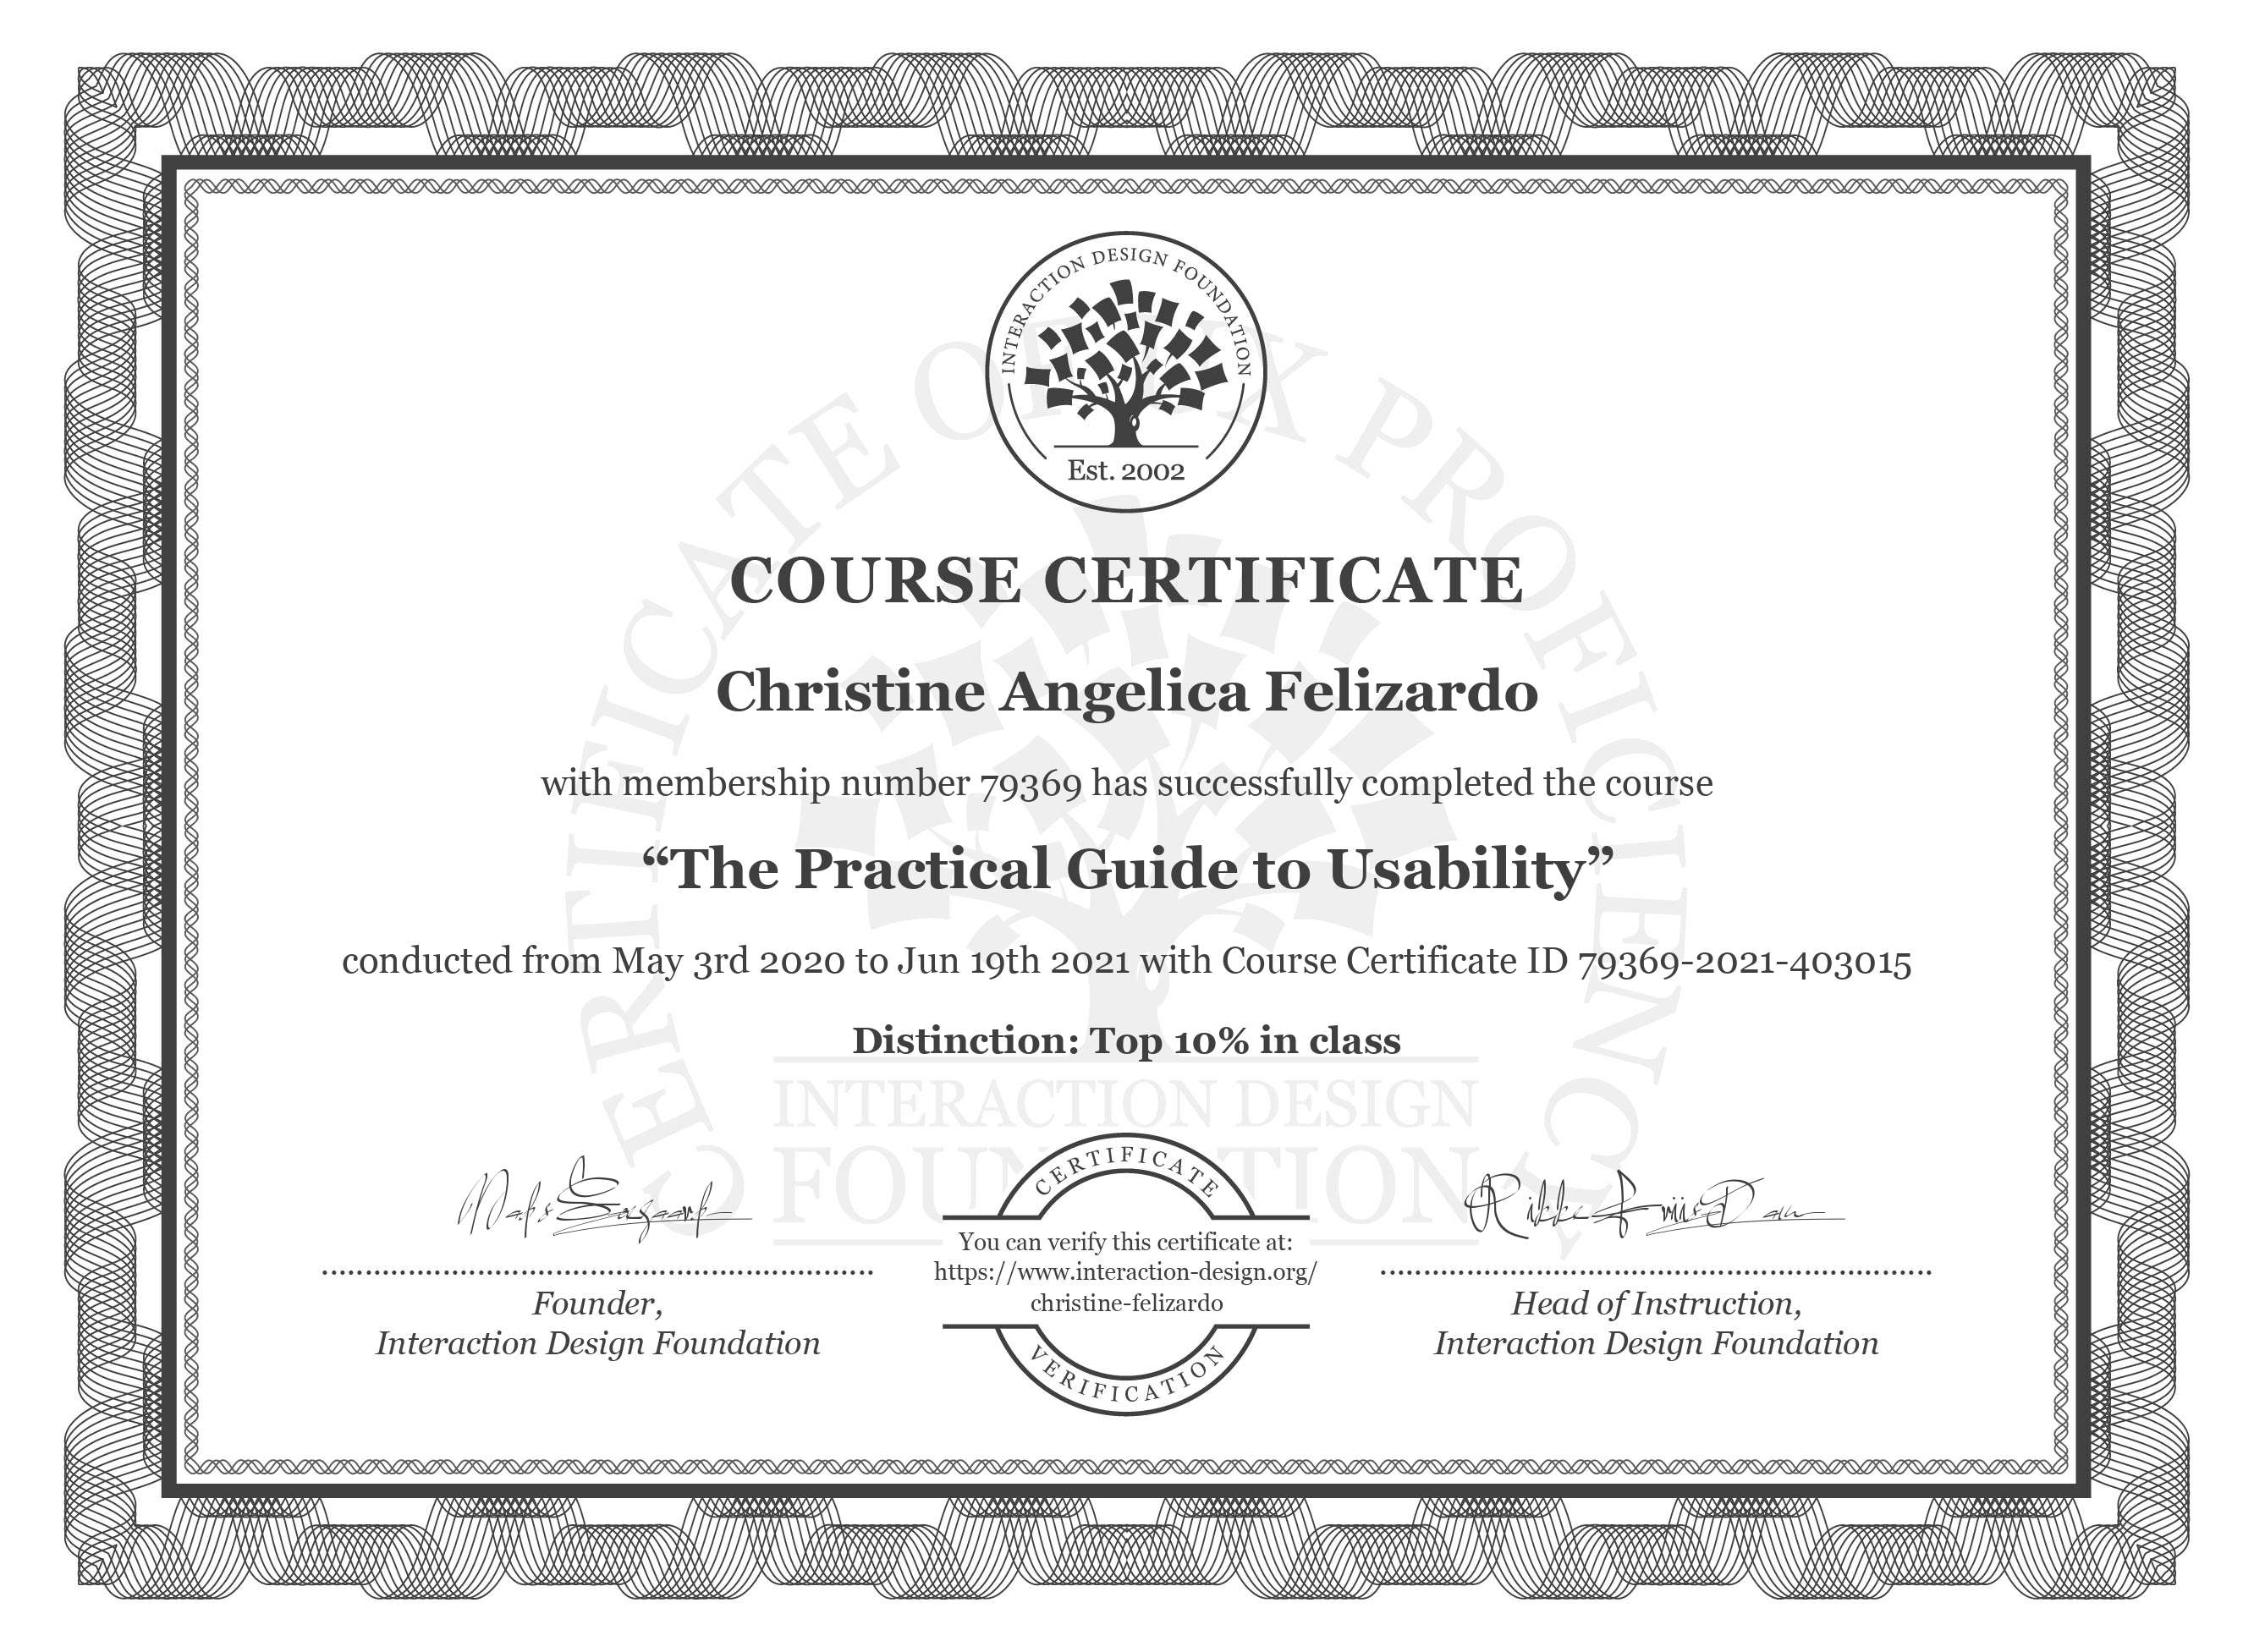 INTERACTION DESIGN FOUNDATION
Est. 2002
CERTIFICATE OF UX PROFICIENCY
COURSE CERTIFICATE
Christine Angelica Felizardo
with membership number 79369 has successfully completed the course
“The Practical Guide to Usability”
conducted from May 3rd 2020 to Jun 19th 2021 with Course Certificate ID 79369-2021-403015
Distinction: Top 10% in class
INTERACTION DESIGN
FOUNDATION
Founder,
Interaction Design Foundation
CERTIFICATE
You can verify this certificate at:
https://www.interaction-design.org/
christine-felizardo
VERIFICATION
Rikke Friis Dam
Head of Instruction,
Interaction Design Foundation